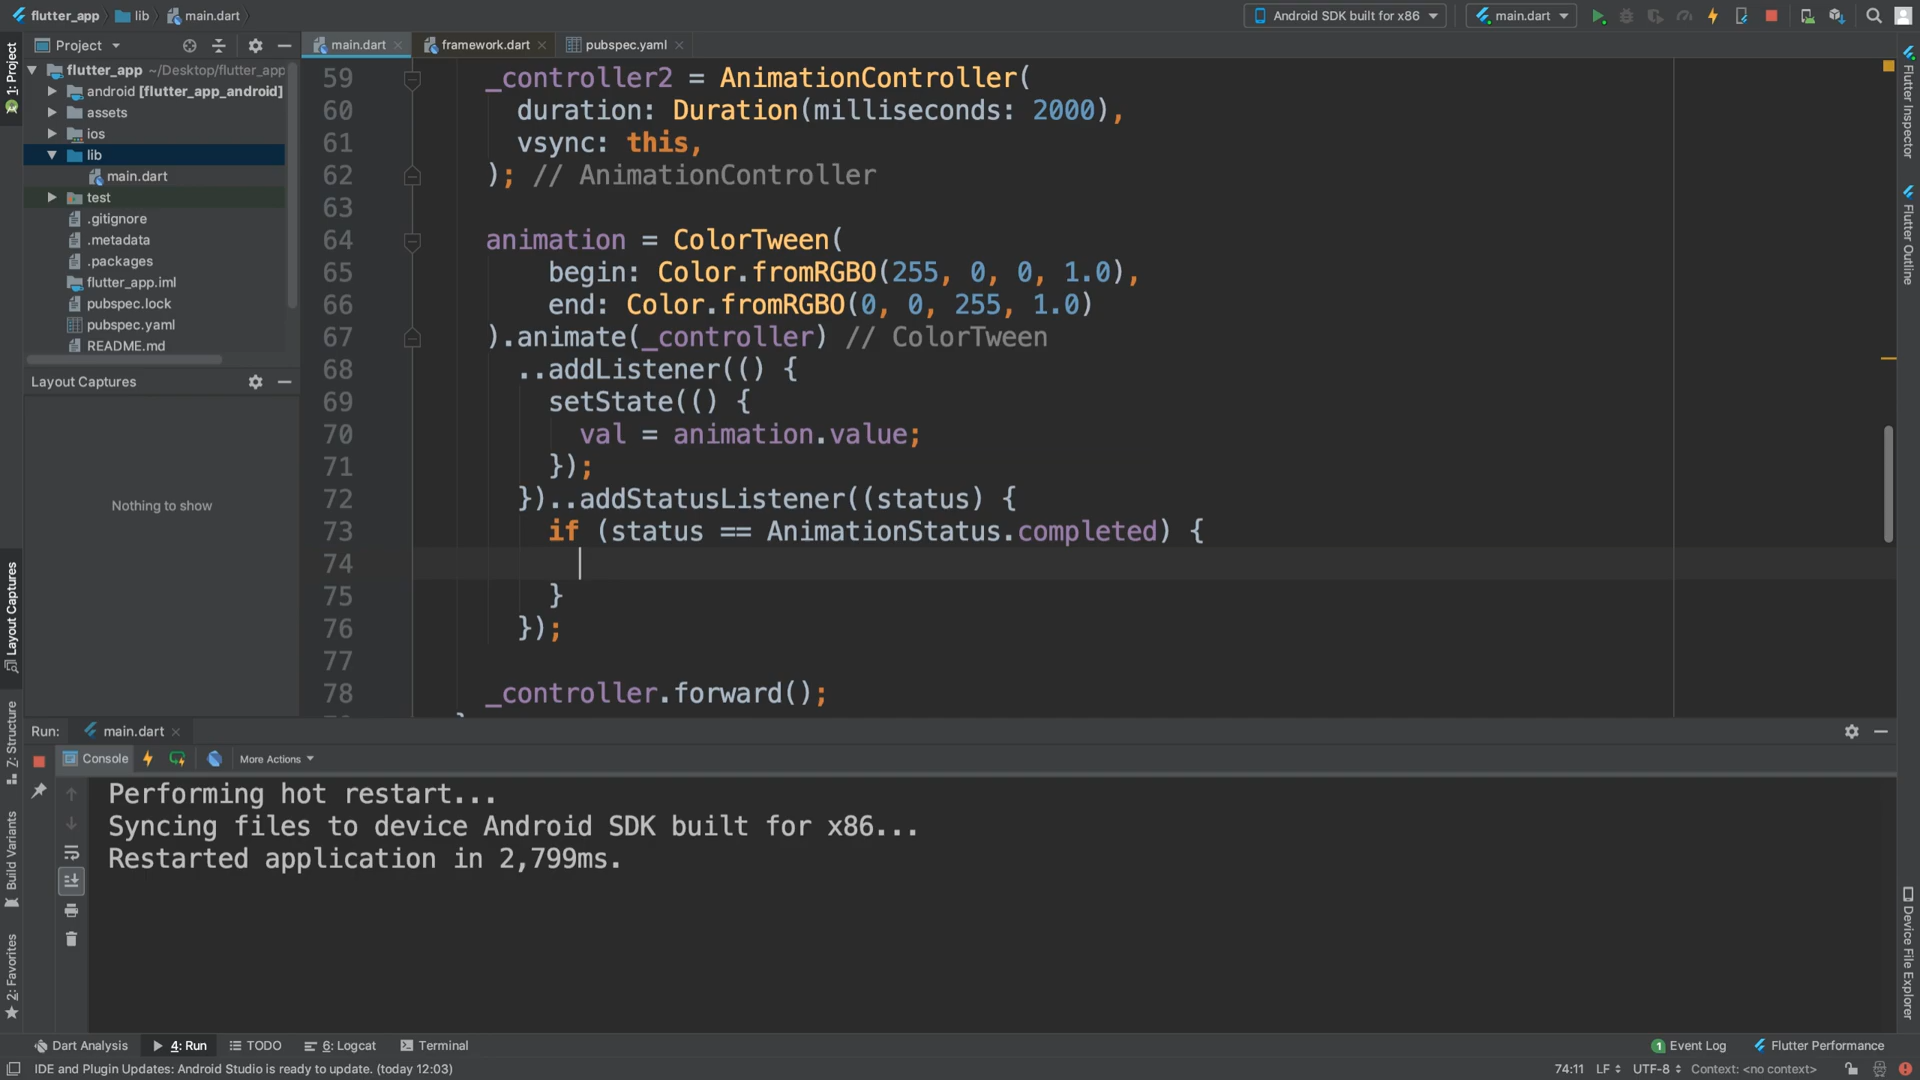 flutter_app
lib
main.dart
Android SDK built for x86
main.dart
1: Project
Project
main.dart
framework.dart
pubspec.yaml
flutter_app ~/Desktop/flutter_app
android [flutter_app_android]
assets
ios
lib
main.dart
test
.gitignore
.metadata
.packages
flutter_app.iml
pubspec.lock
pubspec.yaml
README.md
Layout Captures
Nothing to show
59 _controller2 = AnimationController(
60 duration: Duration(milliseconds: 2000),
61 vsync: this,
62 ); // AnimationController
63
64 animation = ColorTween(
65 begin: Color.fromRGBO(255, 0, 0, 1.0),
66 end: Color.fromRGBO(0, 0, 255, 1.0)
67 ).animate(_controller) // ColorTween
68 ..addListener(() {
69 setState(() {
70 val = animation.value;
71 });
72 })..addStatusListener((status) {
73 if (status == AnimationStatus.completed) {
74
75 }
76 });
77
78 _controller.forward();
Flutter Inspector
Flutter Outline
Device File Explorer
Layout Captures
Z: Structure
Build Variants
2: Favorites
Run:
main.dart
Console
More Actions
Performing hot restart...
Syncing files to device Android SDK built for x86...
Restarted application in 2,799ms.
Dart Analysis
4: Run
TODO
6: Logcat
Terminal
1 Event Log
Flutter Performance
IDE and Plugin Updates: Android Studio is ready to update. (today 12:03)
74:11
LF
UTF-8
Context: <no context>